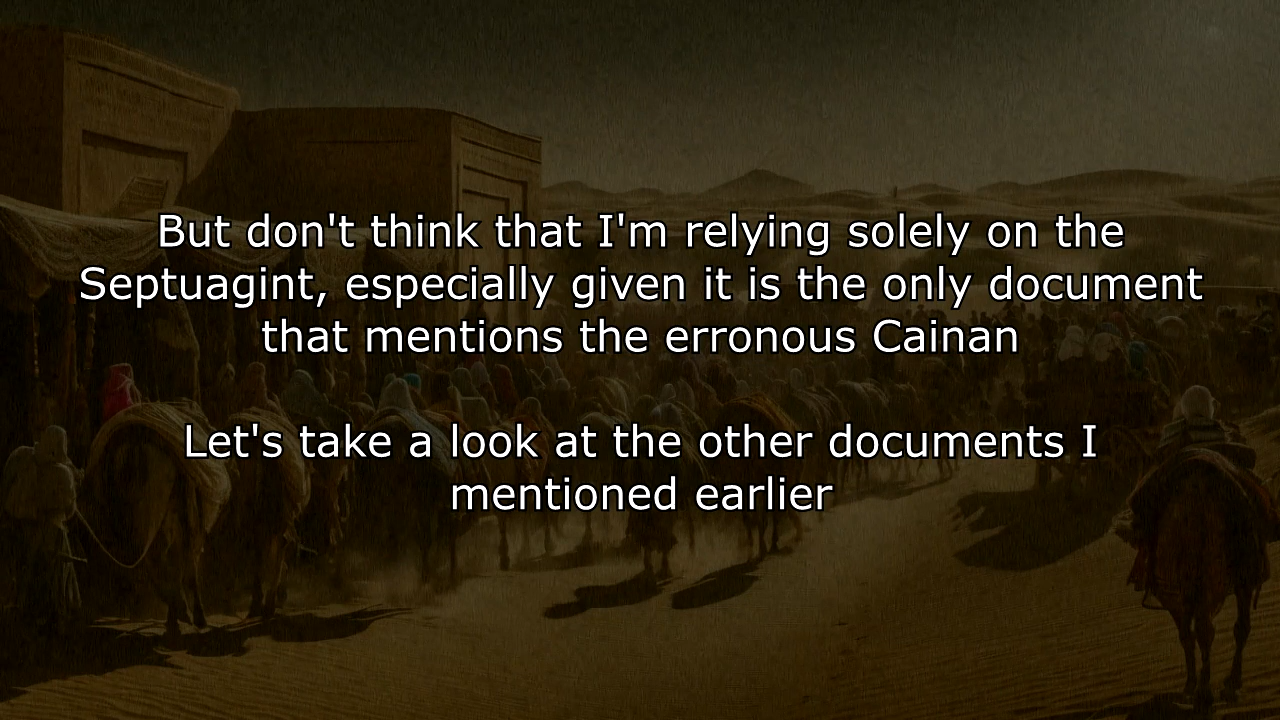 But don't think that I'm relying solely on the
Septuagint, especially given it is the only document
that mentions the erronous Cainan
Let's take a look at the other documents I
mentioned earlier